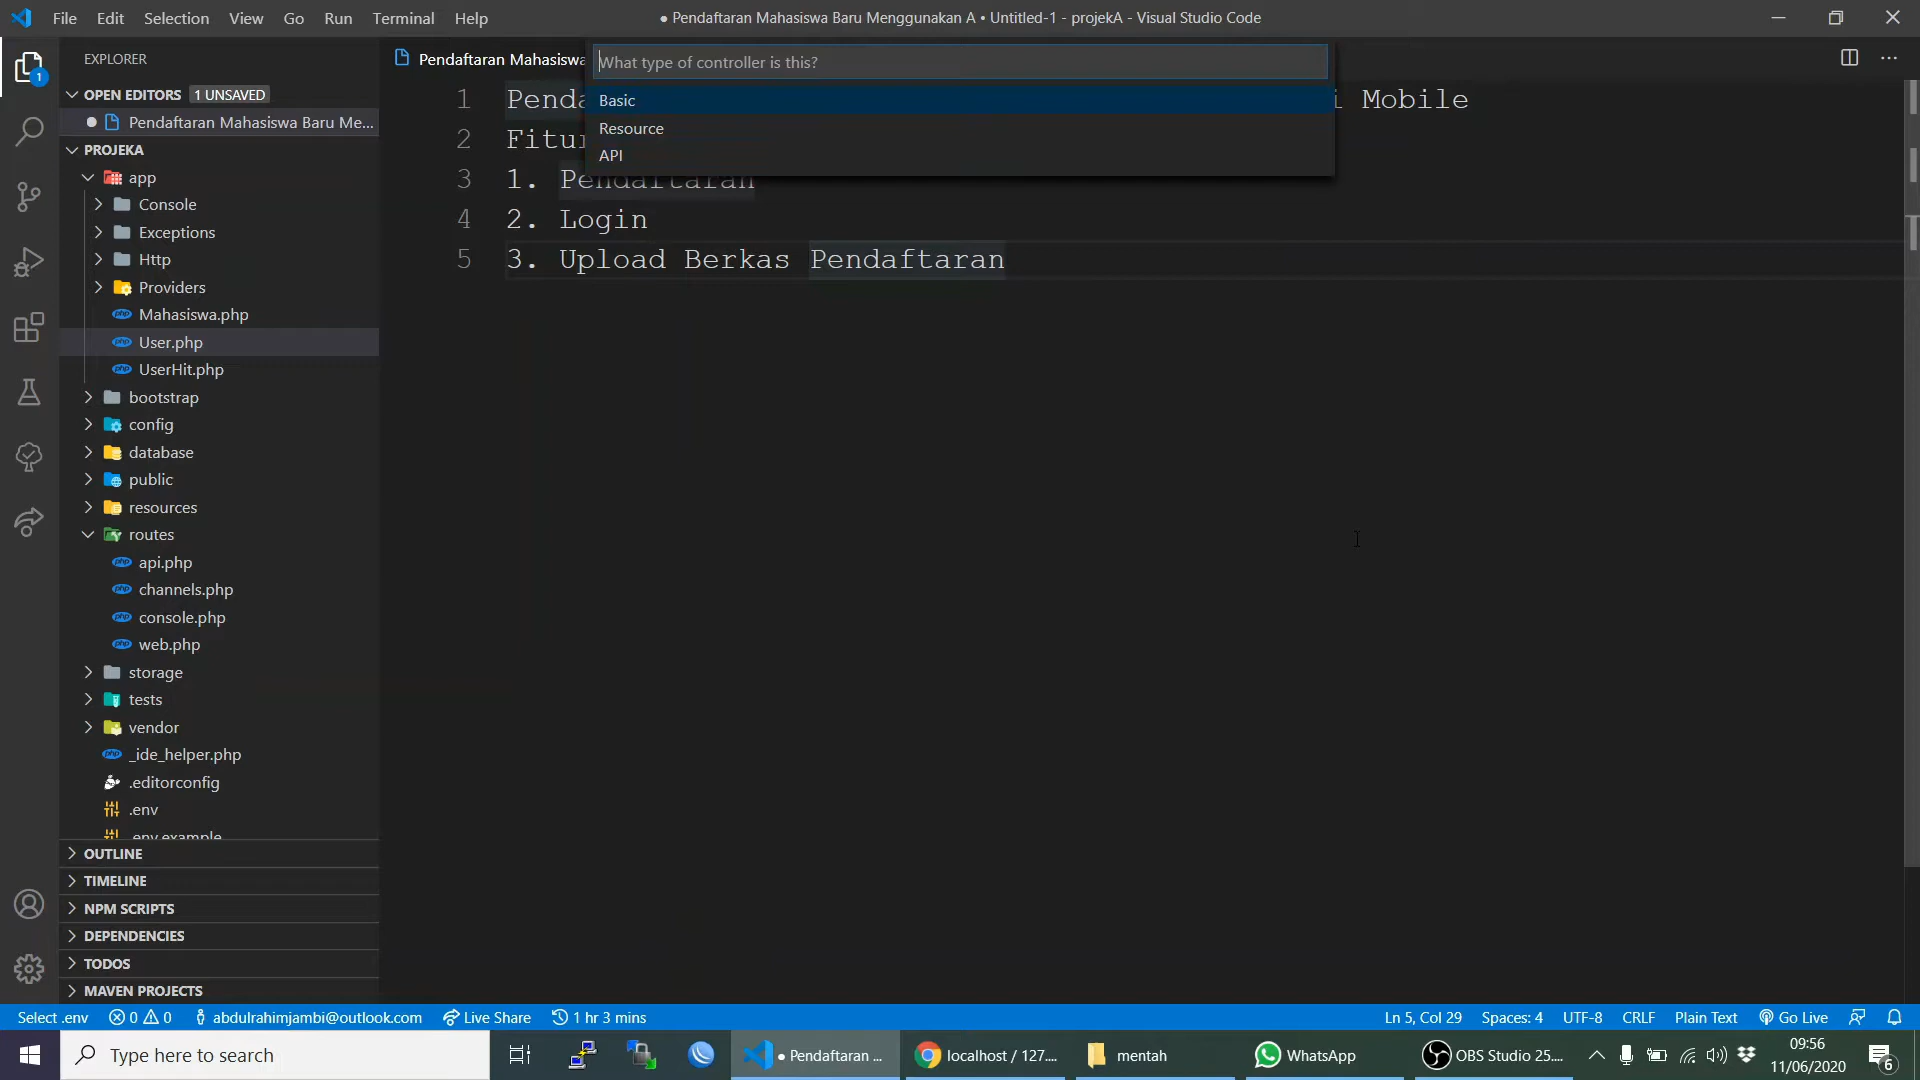 File Edit Selection View Go Run Terminal Help
● Pendaftaran Mahasiswa Baru Menggunakan A • Untitled-1 - projekA - Visual Studio Code
EXPLORER
OPEN EDITORS 1 UNSAVED
● Pendaftaran Mahasiswa Baru Me...
PROJEKA
app
Console
Exceptions
Http
Providers
Mahasiswa.php
User.php
UserHit.php
bootstrap
config
database
public
resources
routes
api.php
channels.php
console.php
web.php
storage
tests
vendor
_ide_helper.php
.editorconfig
.env
.env.example
OUTLINE
TIMELINE
NPM SCRIPTS
DEPENDENCIES
TODOS
MAVEN PROJECTS
1
Pendaftaran Mahasiswa
What type of controller is this?
Basic
Resource
API
1 Penda i Mobile
2 Fitur
3 1. Pendaftaran
4 2. Login
5 3. Upload Berkas Pendaftaran
Select .env 0 0 abdulrahimjambi@outlook.com Live Share 1 hr 3 mins Ln 5, Col 29 Spaces: 4 UTF-8 CRLF Plain Text Go Live
Type here to search
● Pendaftaran ...
localhost / 127....
mentah
WhatsApp
OBS Studio 25....
09:56
11/06/2020
6